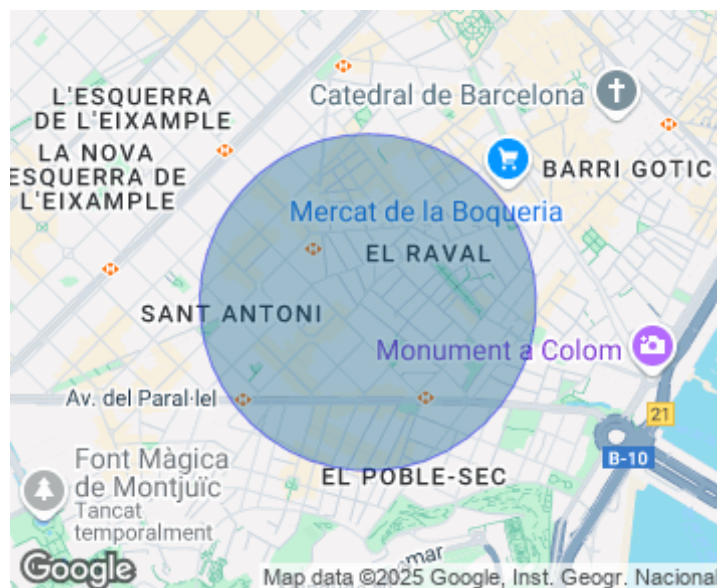 L'ESQUERRA
DE L'EIXAMPLE
Catedral de Barcelona
LA NOVA
ESQUERRA DE
L'EIXAMPLE
BARRI GOTIC
Mercat de la Boqueria
EL RAVAL
SANT ANTONI
Monument a Colom
Av. del Paral·lel
21
B-10
Font Màgica
de Montjuïc
Tancat
temporalment
EL POBLE-SEC
mar
Google
Map data ©2025 Google, Inst. Geogr. Nacional